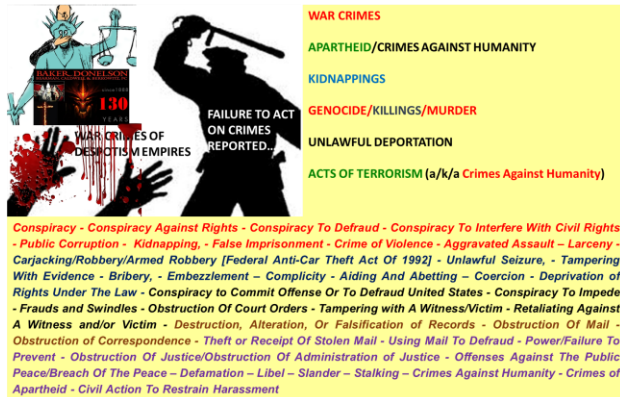 BAKER, DONELSON
BEARMAN, CALDWELL & BERKOWITZ, PC
since 1888
130
YEARS
WAR CRIMES OF
DESPOTISM EMPIRES
FAILURE TO ACT
ON CRIMES
REPORTED…
WAR CRIMES
APARTHEID/CRIMES AGAINST HUMANITY
KIDNAPPINGS
GENOCIDE/KILLINGS/MURDER
UNLAWFUL DEPORTATION
ACTS OF TERRORISM (a/k/a Crimes Against Humanity)
Conspiracy - Conspiracy Against Rights - Conspiracy To Defraud - Conspiracy To Interfere With Civil Rights
- Public Corruption - Kidnapping, - False Imprisonment - Crime of Violence - Aggravated Assault – Larceny -
Carjacking/Robbery/Armed Robbery [Federal Anti-Car Theft Act Of 1992] - Unlawful Seizure, - Tampering
With Evidence - Bribery, - Embezzlement – Complicity - Aiding And Abetting – Coercion - Deprivation of
Rights Under The Law - Conspiracy to Commit Offense Or To Defraud United States - Conspiracy To Impede
- Frauds and Swindles - Obstruction Of Court Orders - Tampering with A Witness/Victim - Retaliating Against
A Witness and/or Victim - Destruction, Alteration, Or Falsification of Records - Obstruction Of Mail -
Obstruction of Correspondence - Theft or Receipt Of Stolen Mail - Using Mail To Defraud - Power/Failure To
Prevent - Obstruction Of Justice/Obstruction Of Administration of Justice - Offenses Against The Public
Peace/Breach Of The Peace – Defamation – Libel – Slander – Stalking – Crimes Against Humanity - Crimes of
Apartheid - Civil Action To Restrain Harassment